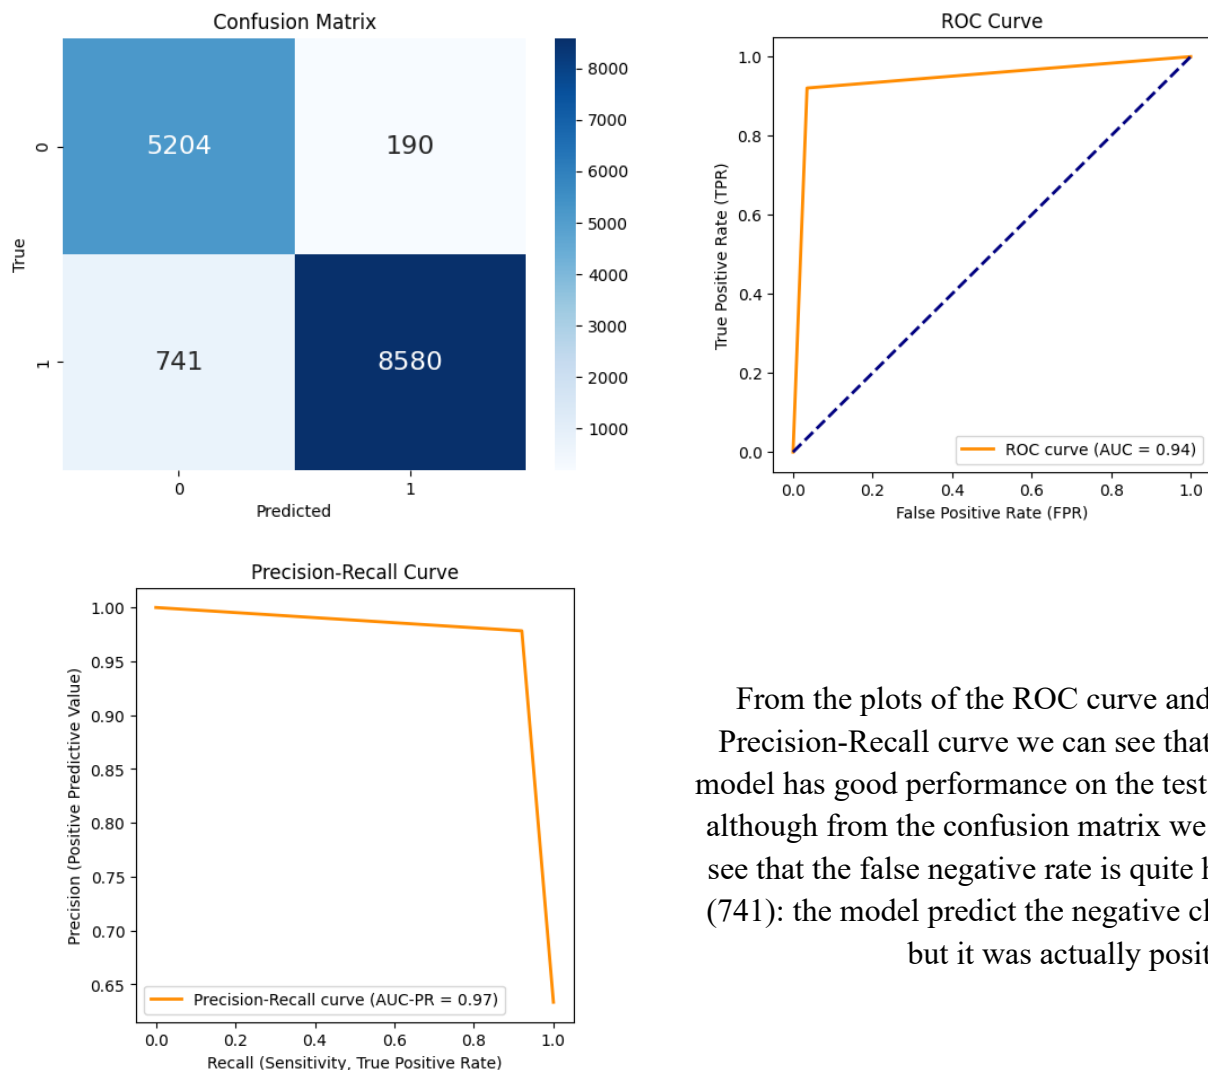 Confusion Matrix
5204
190
741
8580
0
1
True
0
1
Predicted
8000
7000
6000
5000
4000
3000
2000
1000
ROC Curve
1.0
0.8
0.6
0.4
0.2
0.0
True Positive Rate (TPR)
ROC curve (AUC = 0.94)
0.0 0.2 0.4 0.6 0.8 1.0
False Positive Rate (FPR)
Precision-Recall Curve
1.00
0.95
0.90
0.85
0.80
0.75
0.70
0.65
Precision (Positive Predictive Value)
Precision-Recall curve (AUC-PR = 0.97)
0.0 0.2 0.4 0.6 0.8 1.0
Recall (Sensitivity, True Positive Rate)
From the plots of the ROC curve and
Precision-Recall curve we can see that
model has good performance on the test
although from the confusion matrix we
see that the false negative rate is quite
(741): the model predict the negative
but it was actually